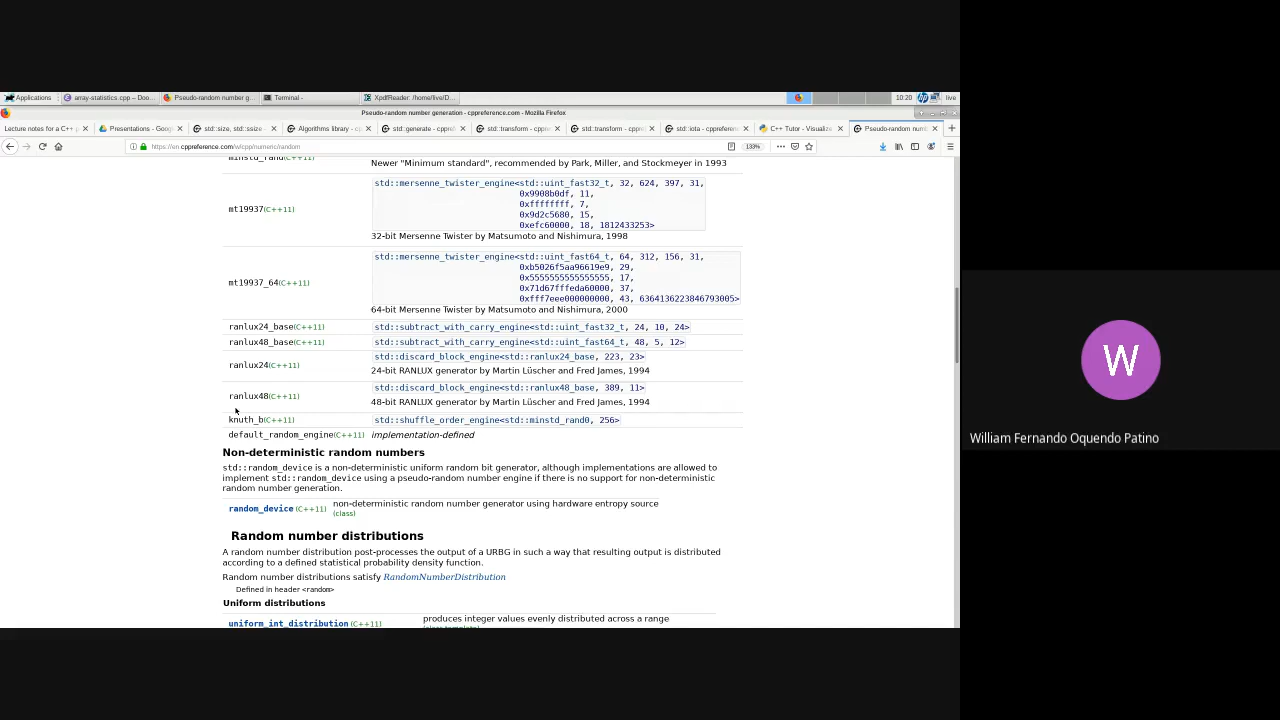 Applications
array-statistics.cpp – Doo...
Pseudo-random number g...
Terminal -
XpdfReader: /home/live/D...
10:20
live
Pseudo-random number generation - cppreference.com - Mozilla Firefox
Lecture notes for a C++ p
Presentations - Goog
std::size, std::ssize -
Algorithms library - cp
std::generate - cppref
std::transform - cppre
std::transform - cppre
std::iota - cppreferenc
C++ Tutor - Visualize
Pseudo-random numb
https://en.cppreference.com/w/cpp/numeric/random
133%
minstd_rand(C++11)
Newer "Minimum standard", recommended by Park, Miller, and Stockmeyer in 1993
mt19937(C++11)
std::mersenne_twister_engine<std::uint_fast32_t, 32, 624, 397, 31,
0x9908b0df, 11,
0xffffffff, 7,
0x9d2c5680, 15,
0xefc60000, 18, 1812433253>
32-bit Mersenne Twister by Matsumoto and Nishimura, 1998
mt19937_64(C++11)
std::mersenne_twister_engine<std::uint_fast64_t, 64, 312, 156, 31,
0xb5026f5aa96619e9, 29,
0x5555555555555555, 17,
0x71d67fffeda60000, 37,
0xfff7eee000000000, 43, 6364136223846793005>
64-bit Mersenne Twister by Matsumoto and Nishimura, 2000
ranlux24_base(C++11) std::subtract_with_carry_engine<std::uint_fast32_t, 24, 10, 24>
ranlux48_base(C++11) std::subtract_with_carry_engine<std::uint_fast64_t, 48, 5, 12>
ranlux24(C++11)
std::discard_block_engine<std::ranlux24_base, 223, 23>
24-bit RANLUX generator by Martin Lüscher and Fred James, 1994
ranlux48(C++11)
std::discard_block_engine<std::ranlux48_base, 389, 11>
48-bit RANLUX generator by Martin Lüscher and Fred James, 1994
knuth_b(C++11) std::shuffle_order_engine<std::minstd_rand0, 256>
default_random_engine(C++11) implementation-defined
Non-deterministic random numbers
std::random_device is a non-deterministic uniform random bit generator, although implementations are allowed to
implement std::random_device using a pseudo-random number engine if there is no support for non-deterministic
random number generation.
random_device (C++11) non-deterministic random number generator using hardware entropy source
(class)
Random number distributions
A random number distribution post-processes the output of a URBG in such a way that resulting output is distributed
according to a defined statistical probability density function.
Random number distributions satisfy RandomNumberDistribution
Defined in header <random>
Uniform distributions
uniform_int_distribution (C++11) produces integer values evenly distributed across a range
(class template)
W
William Fernando Oquendo Patino